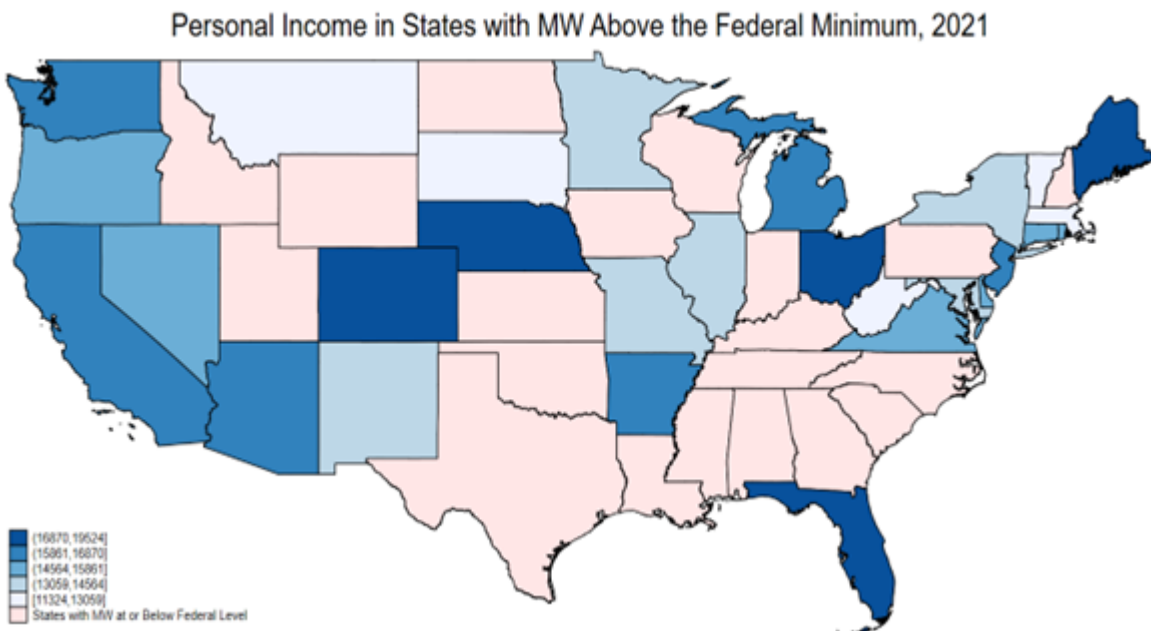 Personal Income in States with MW Above the Federal Minimum, 2021
(16870,19524]
(15861,16870]
(14564,15861]
(13059,14564]
[11324,13059]
States with MW at or Below Federal Level